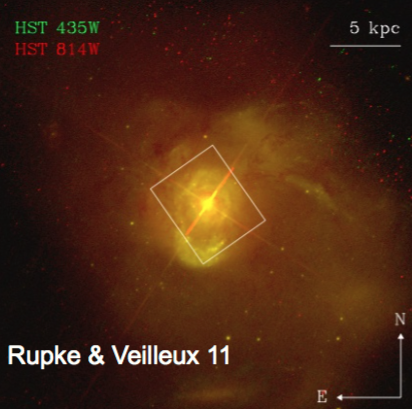 HST 435W
HST 814W
5 kpc
Rupke & Veilleux 11
N
E